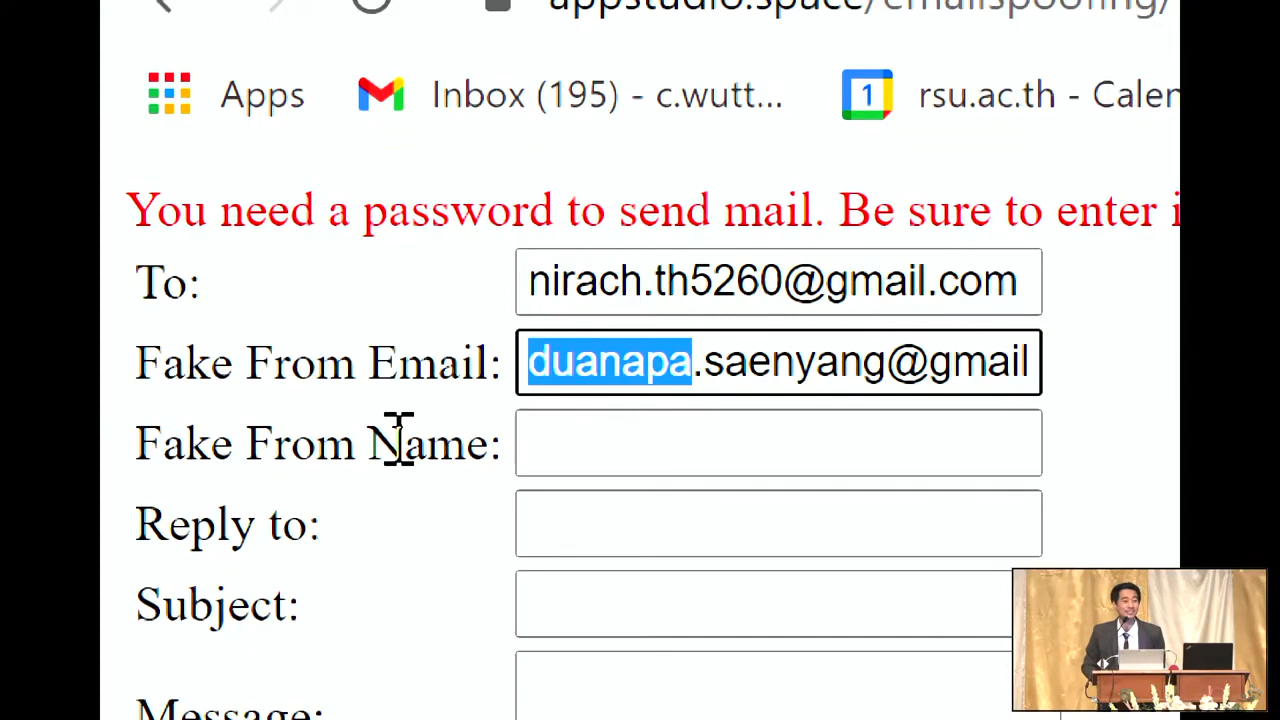 appstudio.space/emailspoofing/
Apps
Inbox (195) - c.wutt...
1
rsu.ac.th - Calen
You need a password to send mail. Be sure to enter i
To:
nirach.th5260@gmail.com
Fake From Email:
duanapa.saenyang@gmail
Fake From Name:
Reply to:
Subject:
Message: